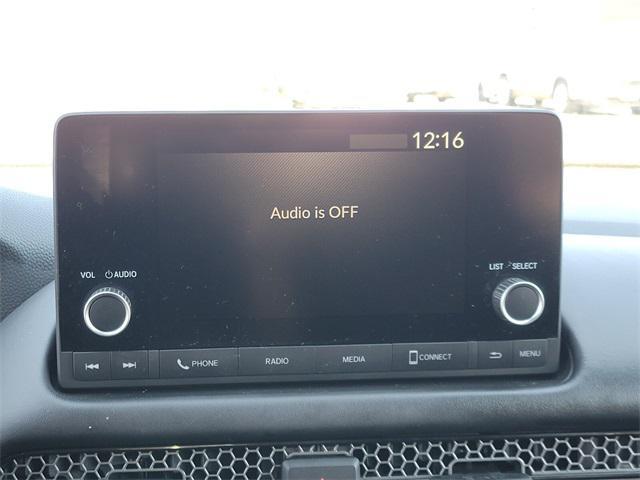 12:16
Audio is OFF
VOL AUDIO
LIST SELECT
PHONE RADIO MEDIA CONNECT MENU